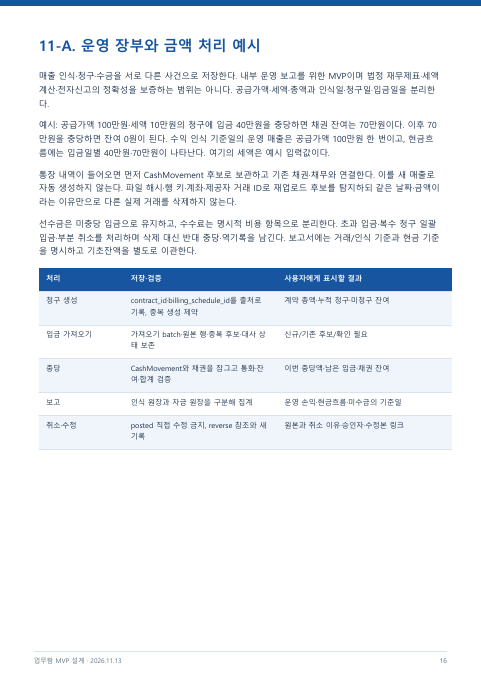 11-A. 운영 장부와 금액 처리 예시
매출 인식·청구·수금을 서로 다른 사건으로 저장한다. 내부 운영 보고를 위한 MVP이며 법정 재무제표·세액
계산·전자신고의 정확성을 보증하는 범위는 아니다. 공급가액·세액·총액과 인식일·청구일·입금일을 분리한
다.
예시: 공급가액 100만원·세액 10만원의 청구에 입금 40만원을 충당하면 채권 잔여는 70만원이다. 이후 70
만원을 충당하면 잔여 0원이 된다. 수익 인식 기준일의 운영 매출은 공급가액 100만원 한 번이고, 현금흐
름에는 입금일별 40만원·70만원이 나타난다. 여기의 세액은 예시 입력값이다.
통장 내역이 들어오면 먼저 CashMovement 후보로 보관하고 기존 채권·채무와 연결한다. 이를 새 매출로
자동 생성하지 않는다. 파일 해시·행 키·계좌·제공자 거래 ID로 재업로드 후보를 탐지하되 같은 날짜·금액이
라는 이유만으로 다른 실제 거래를 삭제하지 않는다.
선수금은 미충당 입금으로 유지하고, 수수료는 명시적 비용 항목으로 분리한다. 초과 입금·복수 청구 일괄
입금·부분 취소를 처리하며 삭제 대신 반대 충당·역기록을 남긴다. 보고서에는 거래/인식 기준과 현금 기준
을 명시하고 기초잔액을 별도로 이관한다.
처리 저장·검증 사용자에게 표시할 결과
청구 생성 contract_id·billing_schedule_id를 출처로 계약 총액·누적 청구·미청구 잔여
기록, 중복 생성 제약
입금 가져오기 가져오기 batch·원본 행·중복 후보·대사 상 신규/기존 후보/확인 필요
태 보존
충당 CashMovement와 채권을 잠그고 통화·잔 이번 충당액·남은 입금·채권 잔여
여·합계 검증
보고 인식 원장과 자금 원장을 구분해 집계 운영 손익·현금흐름·미수금의 기준일
취소·수정 posted 직접 수정 금지, reverse 참조와 새 원본과 취소 이유·승인자·수정본 링크
기록
업무함 MVP 설계 · 2026.11.13 16